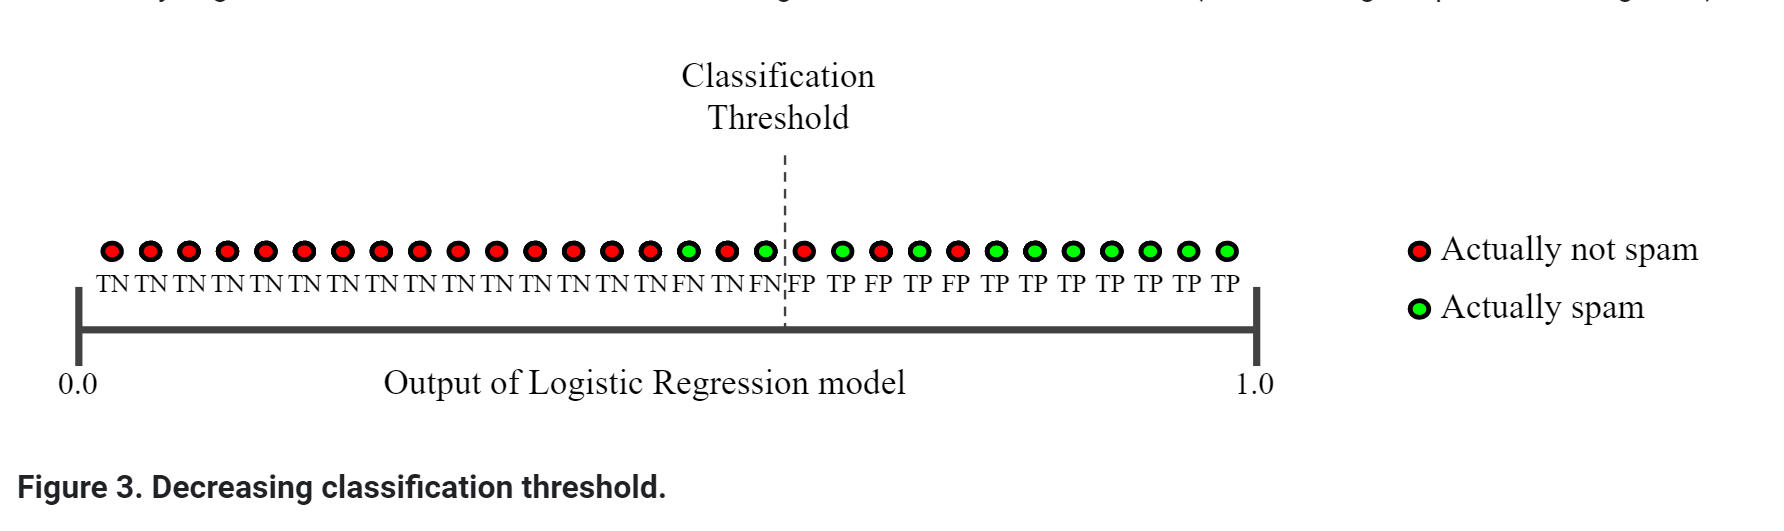 Classification
Threshold
TN TN TN TN TN TN TN TN TN TN TN TN TN TN TN FN TN FN FP TP FP TP FP TP TP TP TP TP TP TP
Actually not spam
Actually spam
0.0
Output of Logistic Regression model
1.0
Figure 3. Decreasing classification threshold.